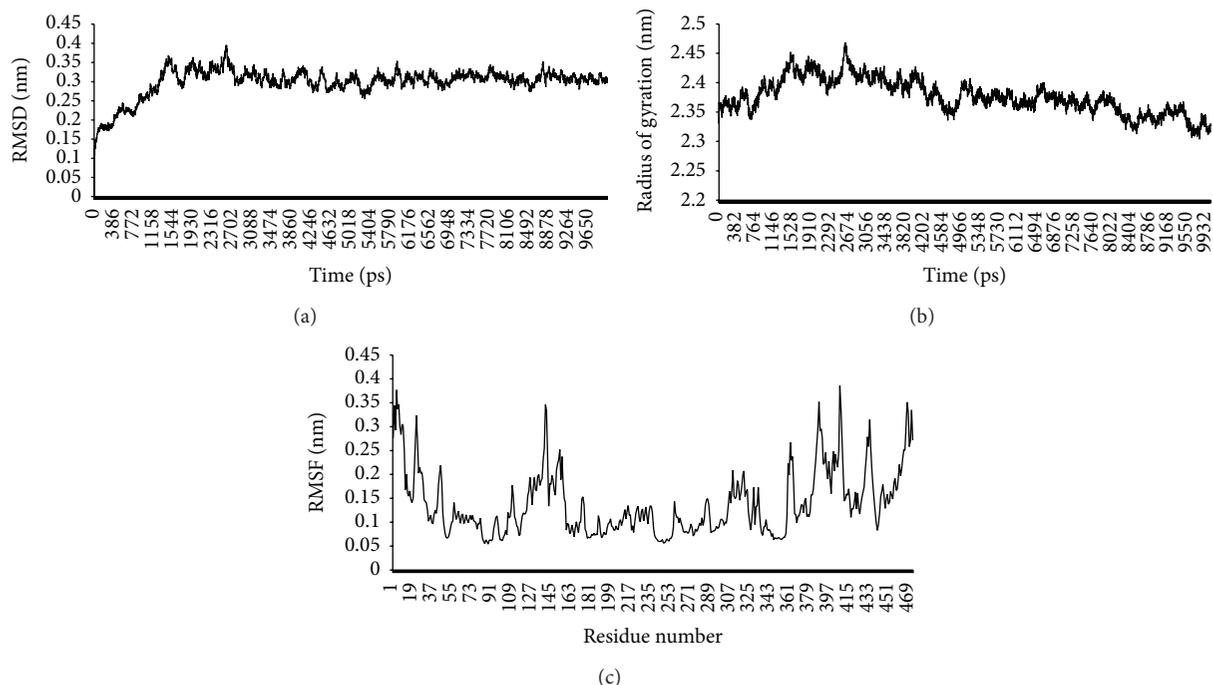 0.45
0.4
0.35
0.3
0.25
0.2
0.15
0.1
0.05
0
RMSD (nm)
0 386 772 1158 1544 1930 2316 2702 3088 3474 3860 4246 4632 5018 5404 5790 6176 6562 6948 7334 7720 8106 8492 8878 9264 9650
Time (ps)
(a)
2.5
2.45
2.4
2.35
2.3
2.25
2.2
Radius of gyration (nm)
0 382 764 1146 1528 1910 2292 2674 3056 3438 3820 4202 4584 4966 5348 5730 6112 6494 6876 7258 7640 8022 8404 8786 9168 9550 9932
Time (ps)
(b)
0.45
0.4
0.35
0.3
0.25
0.2
0.15
0.1
0.05
0
RMSF (nm)
1 19 37 55 73 91 109 127 145 163 181 199 217 235 253 271 289 307 325 343 361 379 397 415 433 451 469
Residue number
(c)